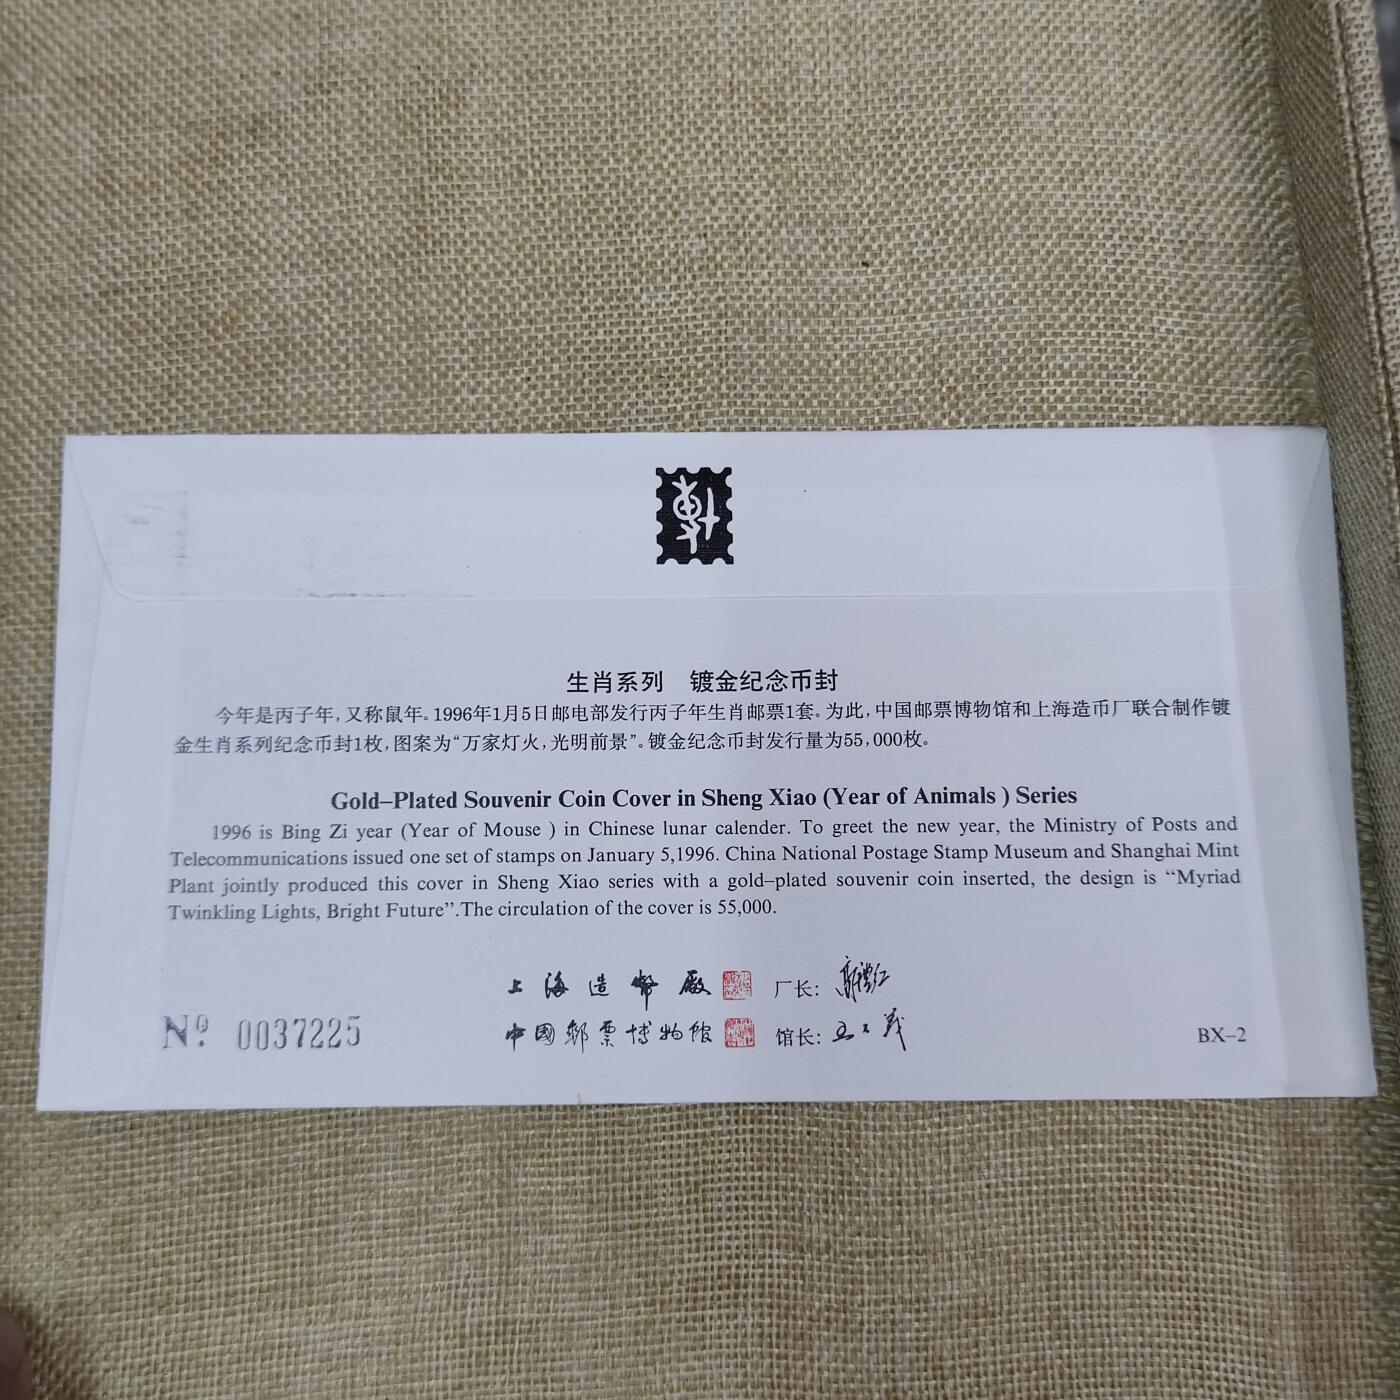 生肖系列 镀金纪念币封
今年是丙子年,又称鼠年。1996年1月5日邮电部发行丙子年生肖邮票1套。为此,中国邮票博物馆和上海造币厂联合制作镀
金生肖系列纪念币封1枚,图案为“万家灯火,光明前景”。镀金纪念币封发行量为55,000枚。
Gold–Plated Souvenir Coin Cover in Sheng Xiao (Year of Animals ) Series
1996 is Bing Zi year (Year of Mouse ) in Chinese lunar calender. To greet the new year, the Ministry of Posts and
Telecommunications issued one set of stamps on January 5,1996. China National Postage Stamp Museum and Shanghai Mint
Plant jointly produced this cover in Sheng Xiao series with a gold–plated souvenir coin inserted, the design is “Myriad
Twinkling Lights, Bright Future”.The circulation of the cover is 55,000.
上海造幣廠 厂长:
中國郵票博物館 馆长:
Nº 0037225
BX–2